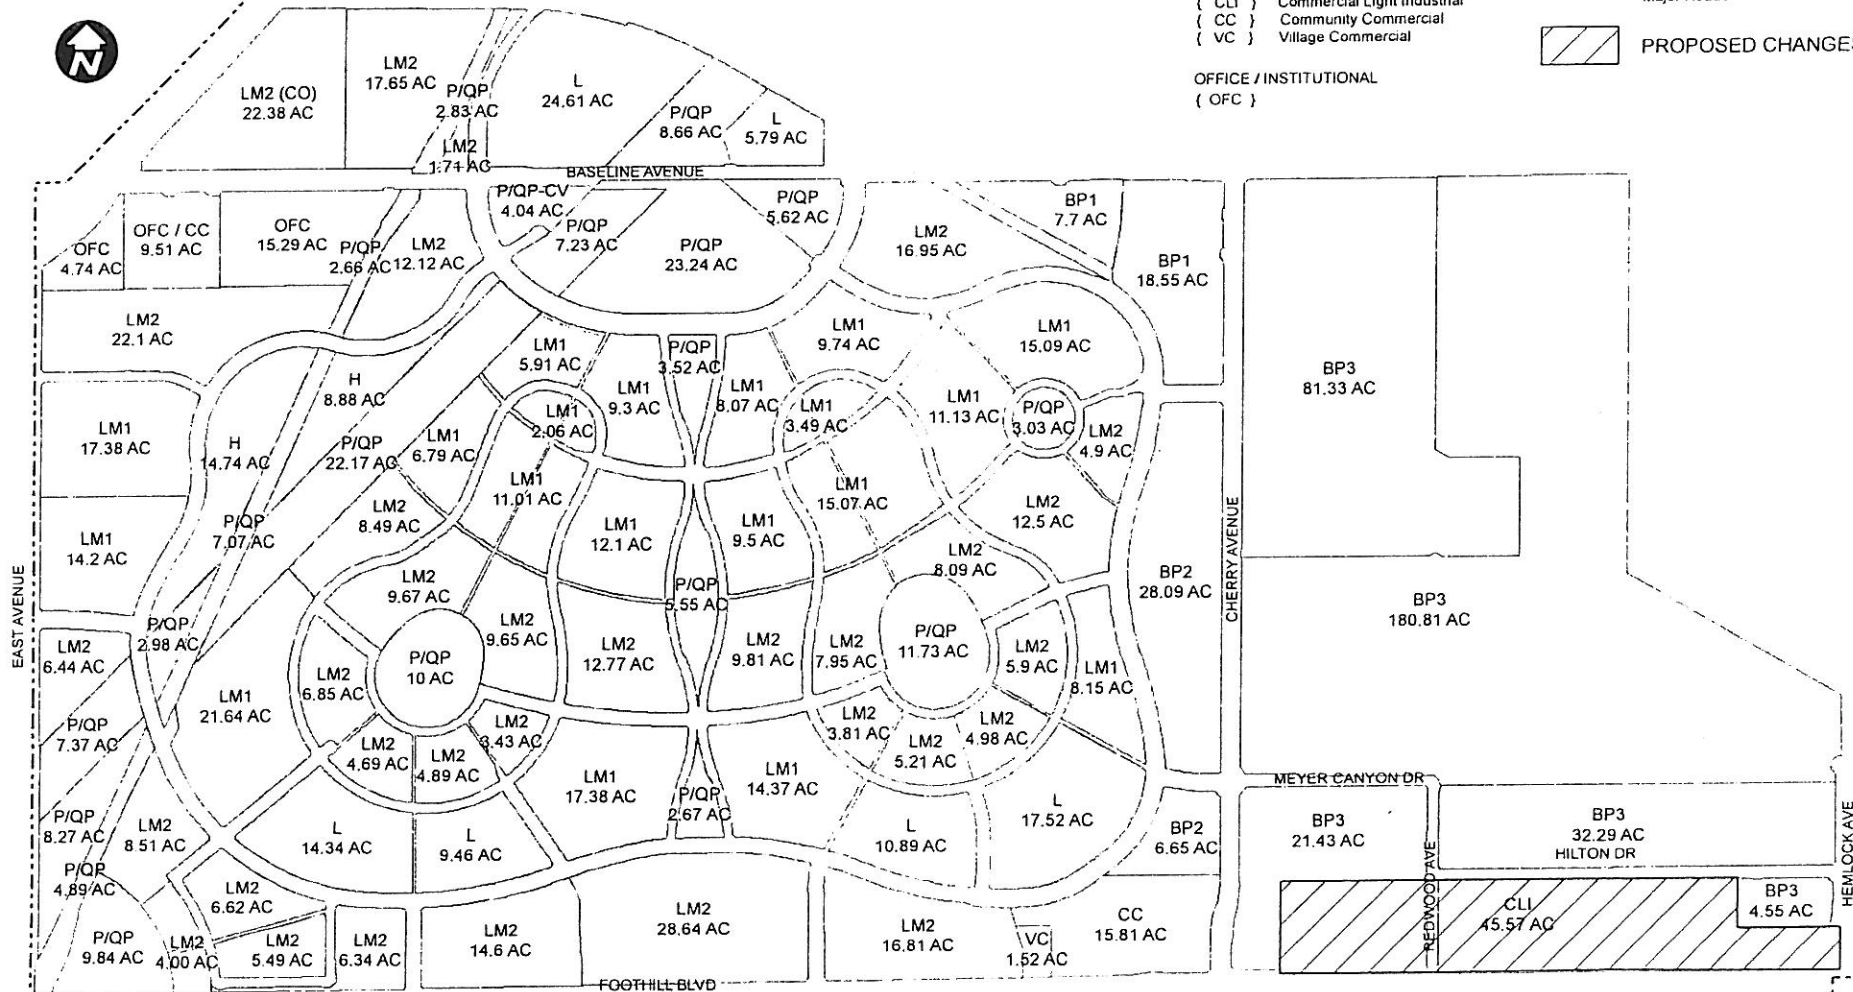 { CLI } Commercial Light Industrial
{ CC } Community Commercial
{ VC } Village Commercial
OFFICE / INSTITUTIONAL
{ OFC }
PROPOSED CHANGES
N
LM2 (CO)
22.38 AC
LM2
17.65 AC
P/QP
2.83 AC
LM2
1.71 AC
L
24.61 AC
P/QP
8.66 AC
L
5.79 AC
BASELINE AVENUE
OFC
4.74 AC
OFC / CC
9.51 AC
OFC
15.29 AC
P/QP
2.66 AC
LM2
12.12 AC
P/QP-CV
4.04 AC
P/QP
7.23 AC
P/QP
23.24 AC
P/QP
5.62 AC
LM2
16.95 AC
BP1
7.7 AC
BP1
18.55 AC
LM2
22.1 AC
H
8.88 AC
LM1
5.91 AC
LM1
9.3 AC
P/QP
3.52 AC
LM1
8.07 AC
LM1
9.74 AC
LM1
15.09 AC
BP3
81.33 AC
LM1
17.38 AC
H
14.74 AC
P/QP
22.17 AC
LM1
6.79 AC
LM1
2.06 AC
LM1
3.49 AC
LM1
11.13 AC
P/QP
3.03 AC
LM2
4.9 AC
LM1
14.2 AC
P/QP
7.07 AC
LM2
8.49 AC
LM1
11.01 AC
LM1
12.1 AC
LM1
9.5 AC
LM1
15.07 AC
LM2
12.5 AC
CHERRY AVENUE
EAST AVENUE
LM2
9.67 AC
P/QP
5.55 AC
LM2
8.09 AC
BP2
28.09 AC
BP3
180.81 AC
LM2
6.44 AC
P/QP
2.98 AC
P/QP
10 AC
LM2
9.65 AC
LM2
12.77 AC
LM2
9.81 AC
LM2
7.95 AC
P/QP
11.73 AC
LM2
5.9 AC
LM1
8.15 AC
P/QP
7.37 AC
LM1
21.64 AC
LM2
6.85 AC
LM2
4.69 AC
LM2
4.89 AC
LM2
3.43 AC
LM1
17.38 AC
P/QP
2.67 AC
LM1
14.37 AC
LM2
3.81 AC
LM2
5.21 AC
LM2
4.98 AC
MEYER CANYON DR
P/QP
8.27 AC
LM2
8.51 AC
L
14.34 AC
L
9.46 AC
L
10.89 AC
L
17.52 AC
BP2
6.65 AC
BP3
21.43 AC
REDWOOD AVE
BP3
32.29 AC
HILTON DR
HEMLOCK AVE
P/QP
4.89 AC
LM2
6.62 AC
P/QP
9.84 AC
LM2
4.00 AC
LM2
5.49 AC
LM2
6.34 AC
LM2
14.6 AC
LM2
28.64 AC
LM2
16.81 AC
VC
1.52 AC
CC
15.81 AC
CLI
45.57 AC
BP3
4.55 AC
FOOTHILL BLVD